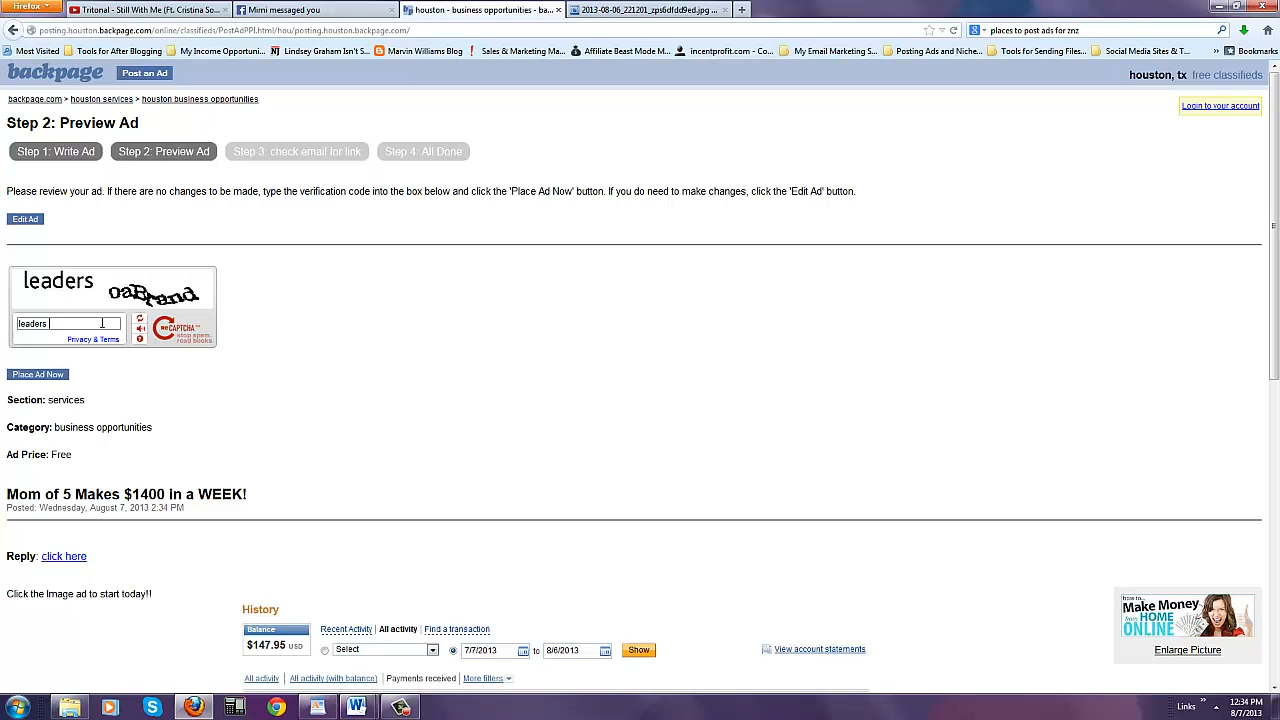 Firefox
Tritonal - Still With Me (Ft. Cristina So...
Mimi messaged you
houston - business opportunities - ba...
2013-08-06_221201_zps6dfdd9ed.jpg ...
posting.houston.backpage.com/online/classifieds/PostAdPPI.html/hou/posting.houston.backpage.com/
places to post ads for znz
Most Visited
Tools for After Blogging
My Income Opportuni...
Lindsey Graham Isn't S...
Marvin Williams Blog
Sales & Marketing Ma...
Affiliate Beast Mode M...
incentprofit.com - Co...
My Email Marketing S...
Posting Ads and Niche...
Tools for Sending Files...
Social Media Sites & T...
»
Bookmarks
backpage
Post an Ad
houston, tx free classifieds
backpage.com > houston services > houston business opportunities
Login to your account
Step 2: Preview Ad
Step 1: Write Ad
Step 2: Preview Ad
Step 3: check email for link
Step 4: All Done
Please review your ad. If there are no changes to be made, type the verification code into the box below and click the 'Place Ad Now' button. If you do need to make changes, click the 'Edit Ad' button.
Edit Ad
leaders
leaders
Privacy & Terms
reCAPTCHA™
stop spam.
read books.
Place Ad Now
Section: services
Category: business opportunities
Ad Price: Free
Mom of 5 Makes $1400 in a WEEK!
Posted: Wednesday, August 7, 2013 2:34 PM
Reply: click here
Click the Image ad to start today!!
History
Balance
$147.95 USD
Recent Activity | All activity | Find a transaction
Select
7/7/2013 to 8/6/2013
Show
View account statements
All activity | All activity (with balance) | Payments received | More filters
how to...
Make Money
from HOME
ONLINE
Enlarge Picture
Links
12:34 PM
8/7/2013